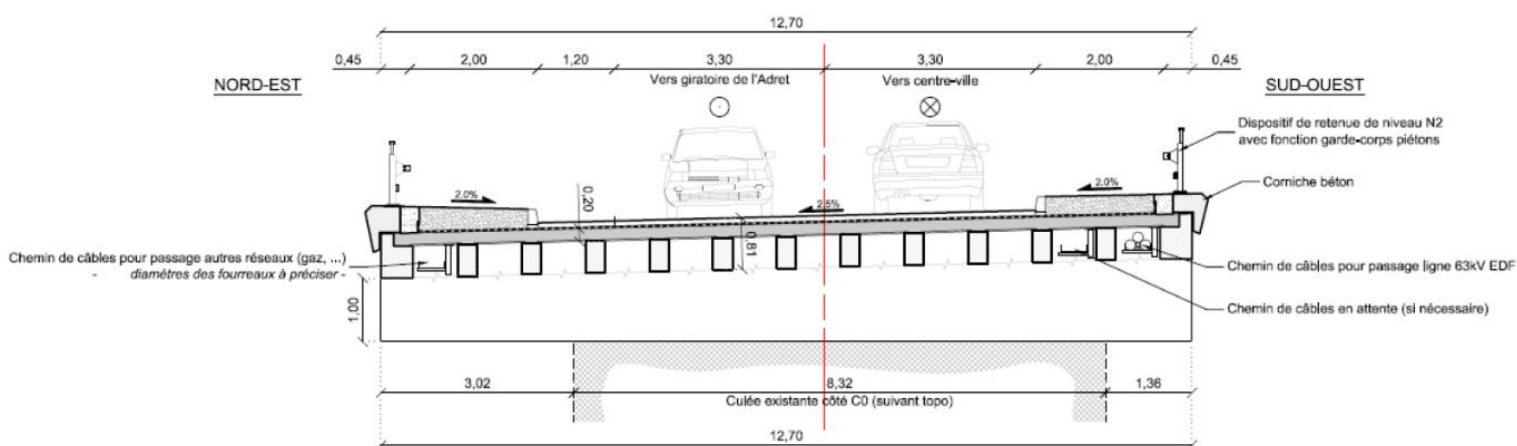 12,70
0,45
2,00
1,20
3,30
3,30
2,00
0,45
NORD-EST
Vers giratoire de l'Adret
Vers centre-ville
SUD-OUEST
Dispositif de retenue de niveau N2
avec fonction garde-corps piétons
Corniche béton
2.0%
0,20
2.5%
2.0%
0,81
Chemin de câbles pour passage autres réseaux (gaz, ...)
- diamètres des fourreaux à préciser -
Chemin de câbles pour passage ligne 63kV EDF
Chemin de câbles en attente (si nécessaire)
1,00
3,02
8,32
1,36
Culée existante côté C0 (suivant topo)
12,70